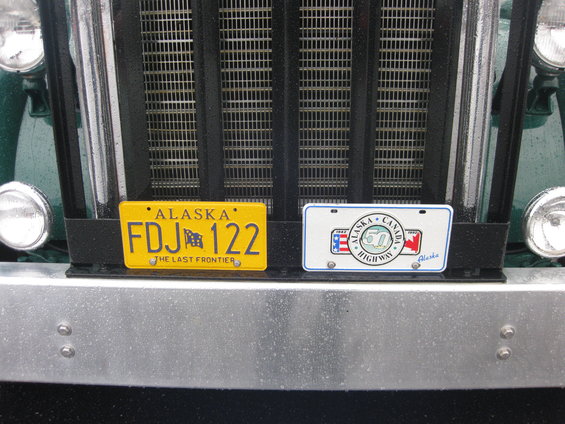 ALASKA
FDJ 122
THE LAST FRONTIER
ALASKA CANADA
1942 50 1992
HIGHWAY
Alaska